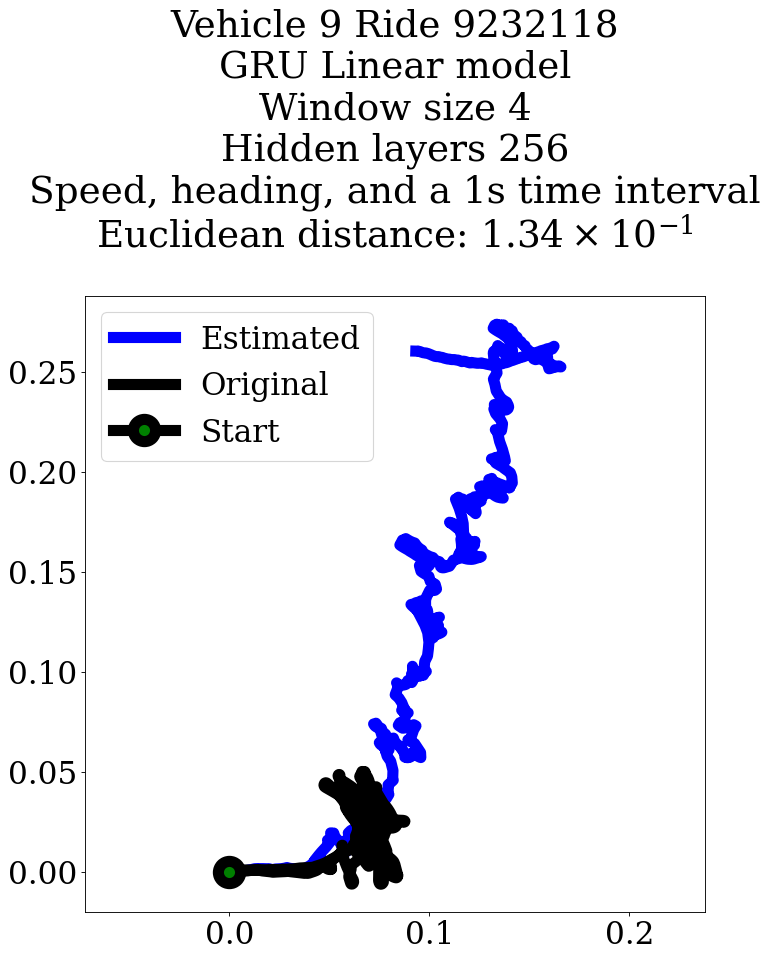 Vehicle 9 Ride 9232118
GRU Linear model
Window size 4
Hidden layers 256
Speed, heading, and a 1s time interval
Euclidean distance: 1.34 × 10⁻¹
Estimated
Original
Start
0.25
0.20
0.15
0.10
0.05
0.00
0.0 0.1 0.2